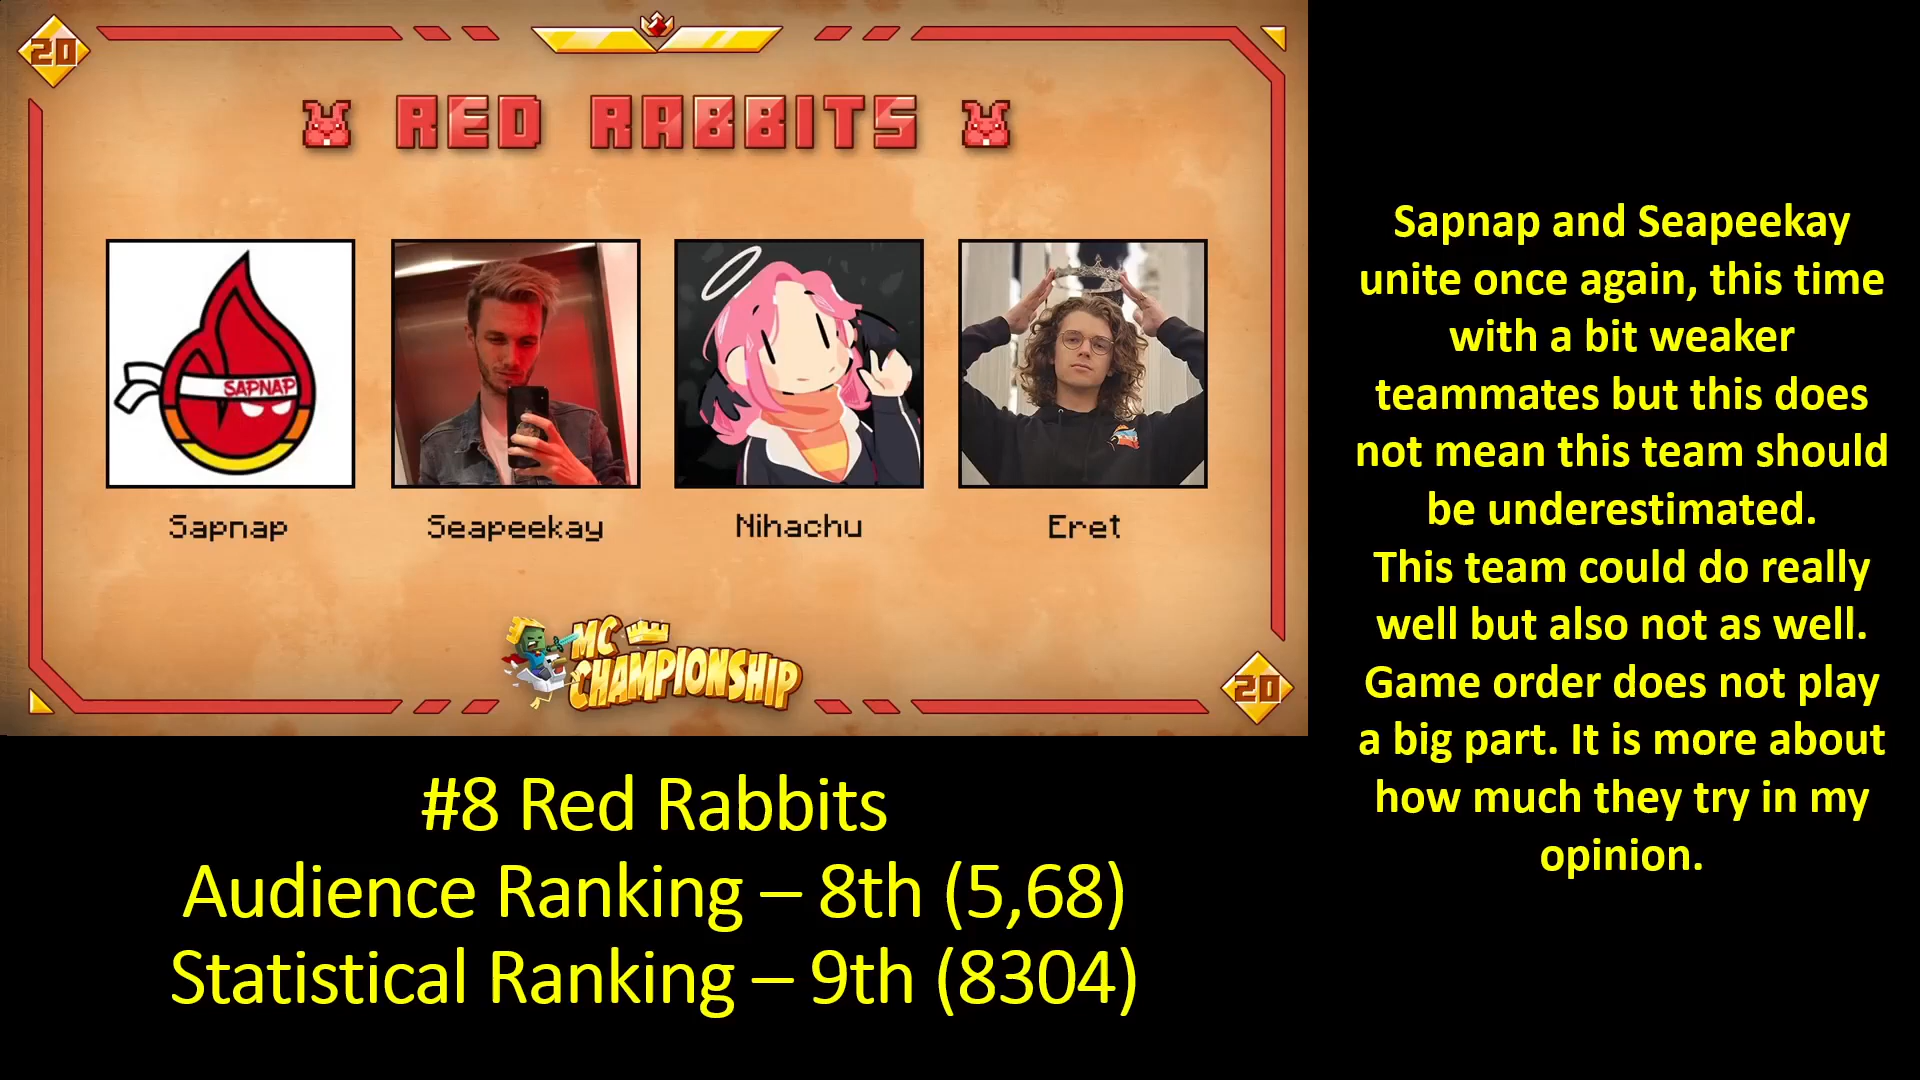 20
RED RABBITS
SAPNAP
Sapnap
Seapeekay
Nihachu
Eret
MC
CHAMPIONSHIP
20
#8 Red Rabbits
Audience Ranking – 8th (5,68)
Statistical Ranking – 9th (8304)
Sapnap and Seapeekay
unite once again, this time
with a bit weaker
teammates but this does
not mean this team should
be underestimated.
This team could do really
well but also not as well.
Game order does not play
a big part. It is more about
how much they try in my
opinion.